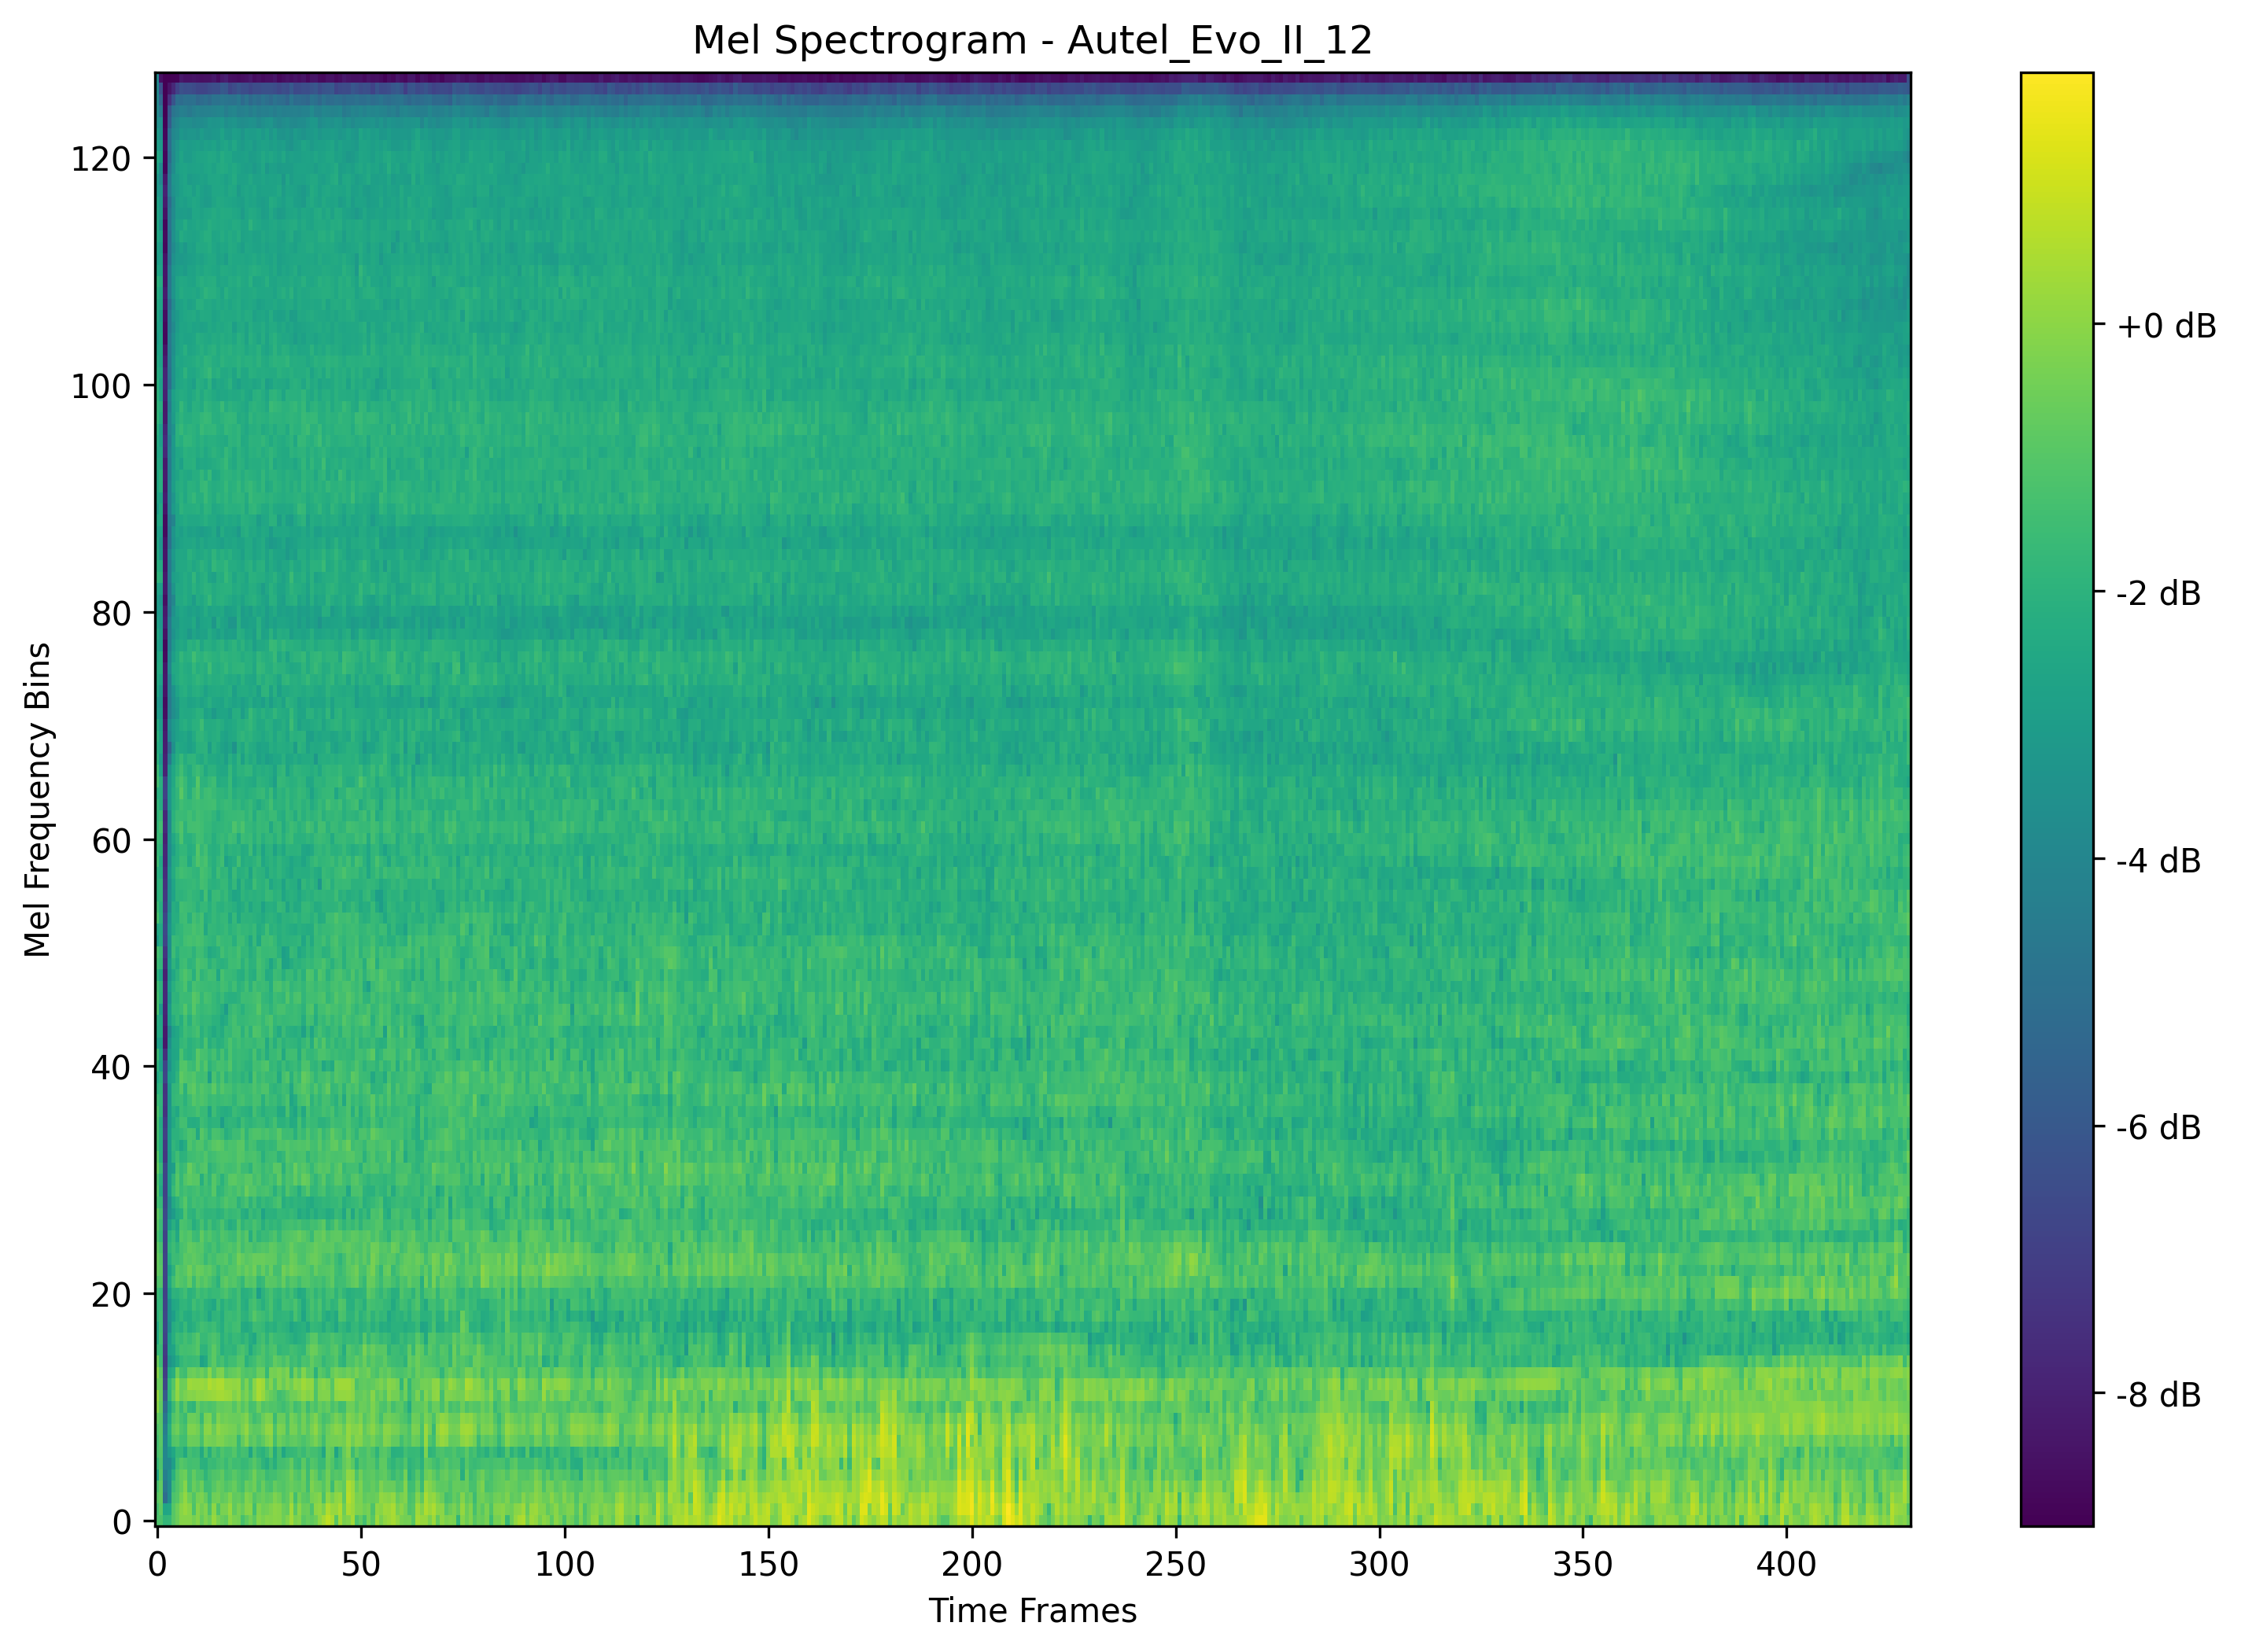 Mel Spectrogram - Autel_Evo_II_12
Mel Frequency Bins
120
100
80
60
40
20
0
0 50 100 150 200 250 300 350 400
Time Frames
+0 dB
-2 dB
-4 dB
-6 dB
-8 dB